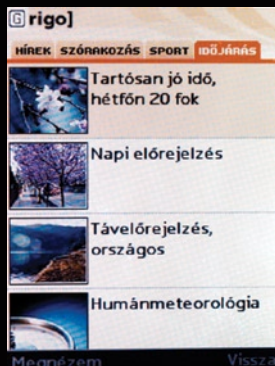 [G] rigo]
HÍREK SZÓRAKOZÁS SPORT IDŐJÁRÁS
Tartósan jó idő,
hétfőn 20 fok
Napi előrejelzés
Távelőrejelzés,
országos
Humánmeteorológia
Megnézem Vissza